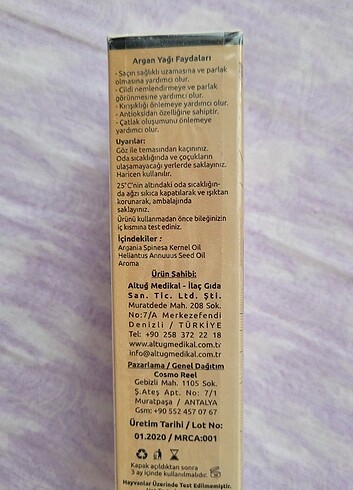 Argan Yağı Faydaları
- Saçın sağlıklı uzamasına ve parlak
olmasına yardımcı olur.
- Cildi nemlendirmeye ve parlak
görünmesine yardımcı olur.
- Kırışıklığı önlemeye yardımcı olur.
- Antioksidan özelliğine sahiptir.
- Çatlak oluşumunu önlemeye
yardımcı olur.
Uyarılar:
Göz ile temasından kaçınınız.
Oda sıcaklığında ve çoçukların
ulaşamayacağı yerlerde saklayınız.
Haricen kullanılır.
25°C'nin altındaki oda sıcaklığın-
da ağzı sıkıca kapatılarak ve ışıktan
korunarak, ambalajında
saklayınız.
Ürünü kullanmadan önce bileğinizin
iç kısmına test ediniz.
İçindekiler :
Argania Spinesa Kernel Oil
Heliantus Annuuus Seed Oil
Aroma
Ürün Sahibi:
Altuğ Medikal - İlaç Gıda
San. Tic. Ltd. Şti.
Muratdede Mah. 208 Sok.
No:7/A Merkezefendi
Denizli / TÜRKİYE
Tel: +90 258 372 22 18
www.altugmedikal.com.tr
info@altugmedikal.com.tr
Pazarlama / Genel Dağıtım
Cosmo Reel
Gebizli Mah. 1105 Sok.
Ş.Ateş Apt. No: 7/1
Muratpaşa / ANTALYA
Gsm: +90 552 457 07 67
Üretim Tarihi / Lot No:
01.2020 / MRCA:001
Kapak açıldıktan sonra
3 ay içinde kullanılmalıdır.
Hayvanlar Üzerinde Test Edilmemiştir.